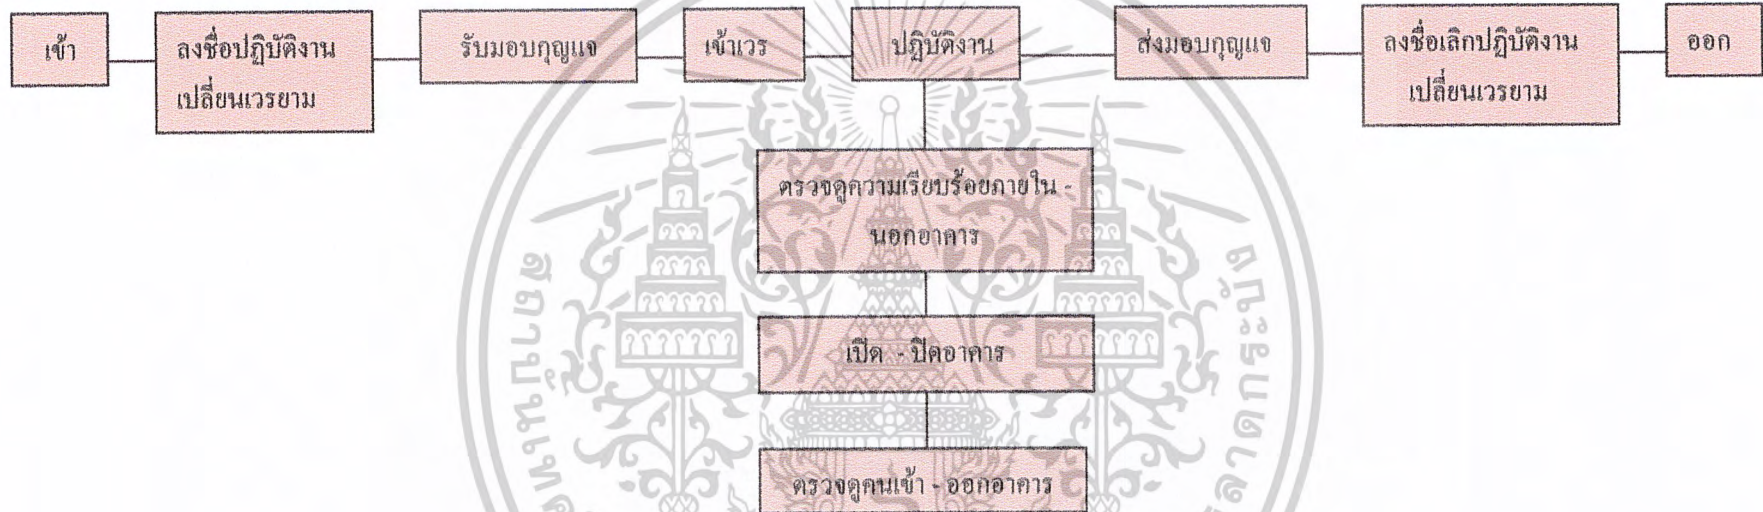 เข้า
ลงชื่อปฏิบัติงาน
เปลี่ยนเวรยาม
รับมอบกุญแจ
เข้าเวร
ปฏิบัติงาน
ส่งมอบกุญแจ
ลงชื่อเลิกปฏิบัติงาน
เปลี่ยนเวรยาม
ออก
ตรวจดูความเรียบร้อยภายใน -
นอกอาคาร
เปิด - ปิดอาคาร
ตรวจดูคนเข้า - ออกอาคาร